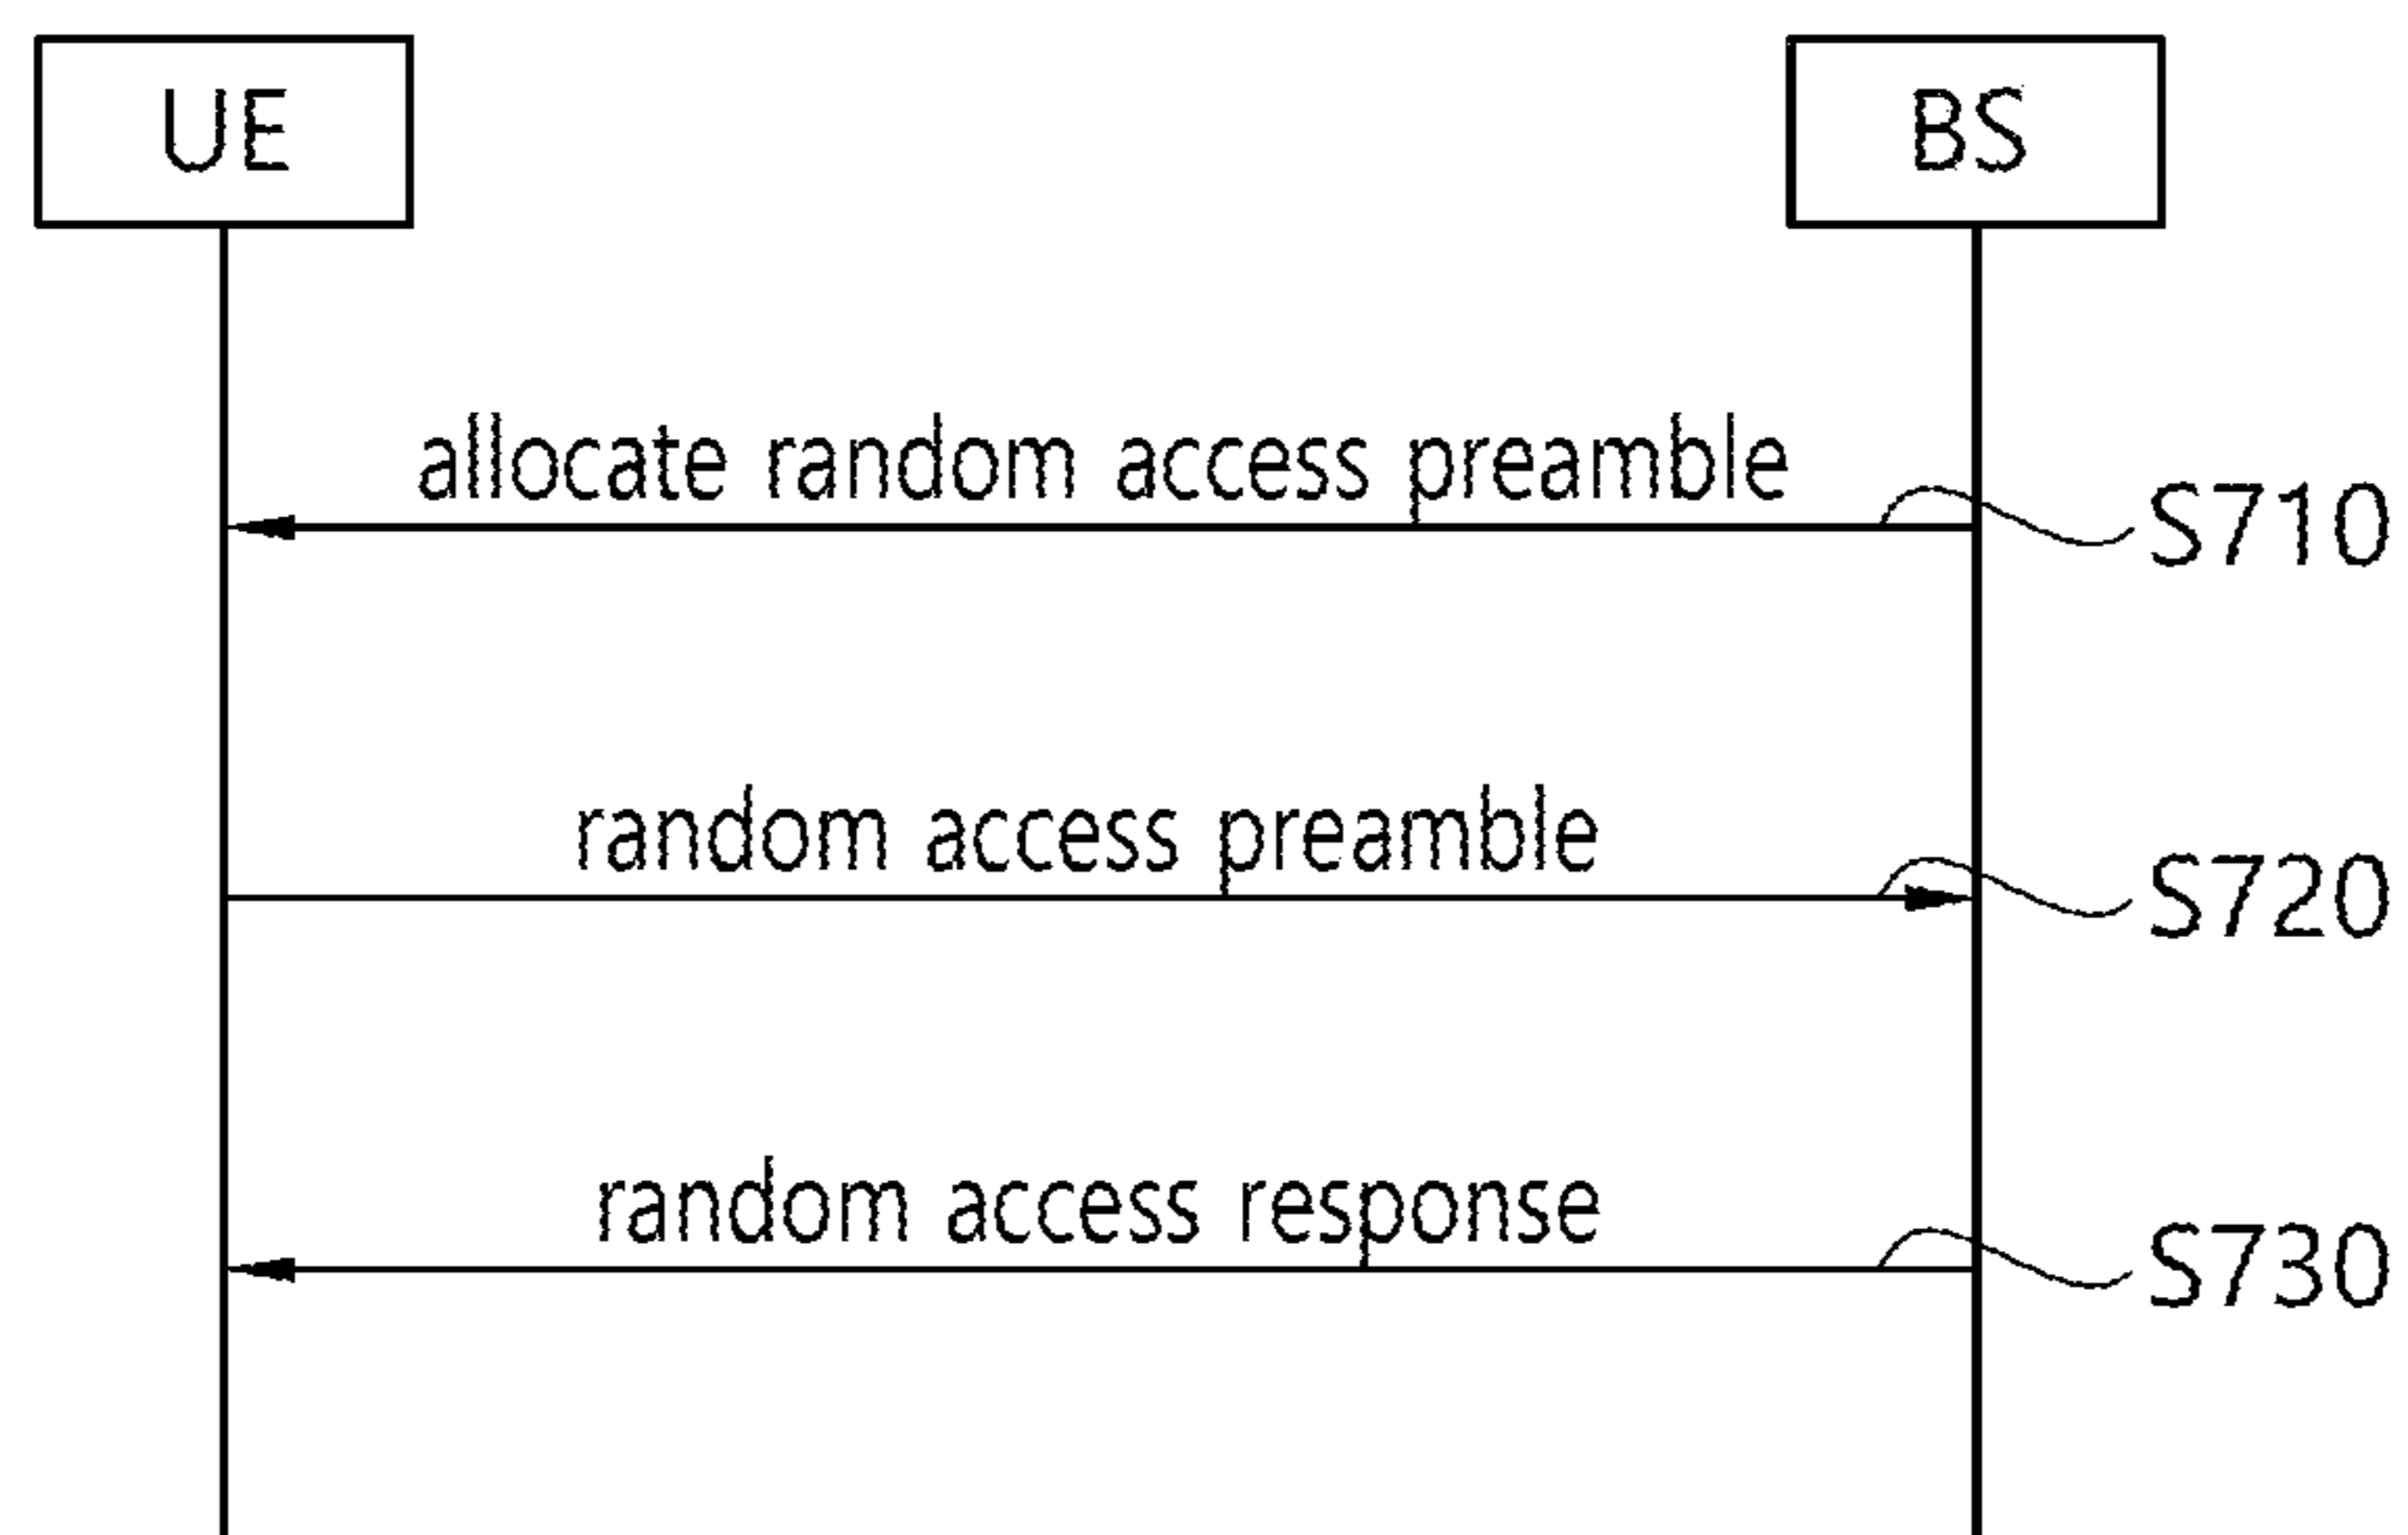 UE
BS
allocate random access preamble
S710
random access preamble
S720
random access response
S730